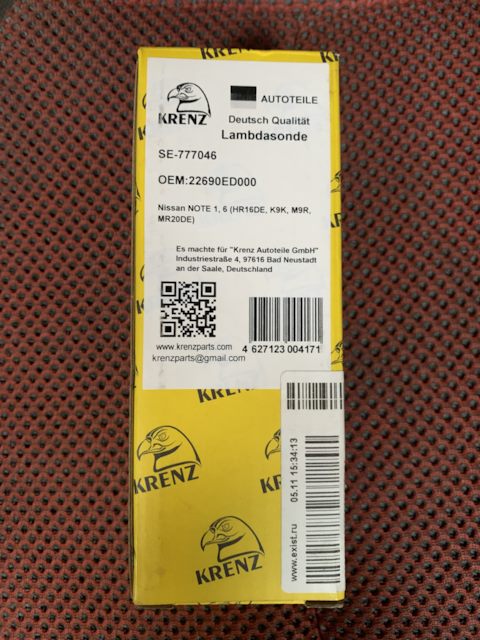 KRENZ
KRENZ
AUTOTEILE
Deutsch Qualität
Lambdasonde
SE-777046
OEM:22690ED000
Nissan NOTE 1, 6 (HR16DE, K9K, M9R,
MR20DE)
Es machte für "Krenz Autoteile GmbH"
Industriestraße 4, 97616 Bad Neustadt
an der Saale, Deutschland
www.krenzparts.com
4 627123 004171
krenzparts@gmail.com
KRENZ
KRENZ
www.exist.ru
05.11 15:34:13